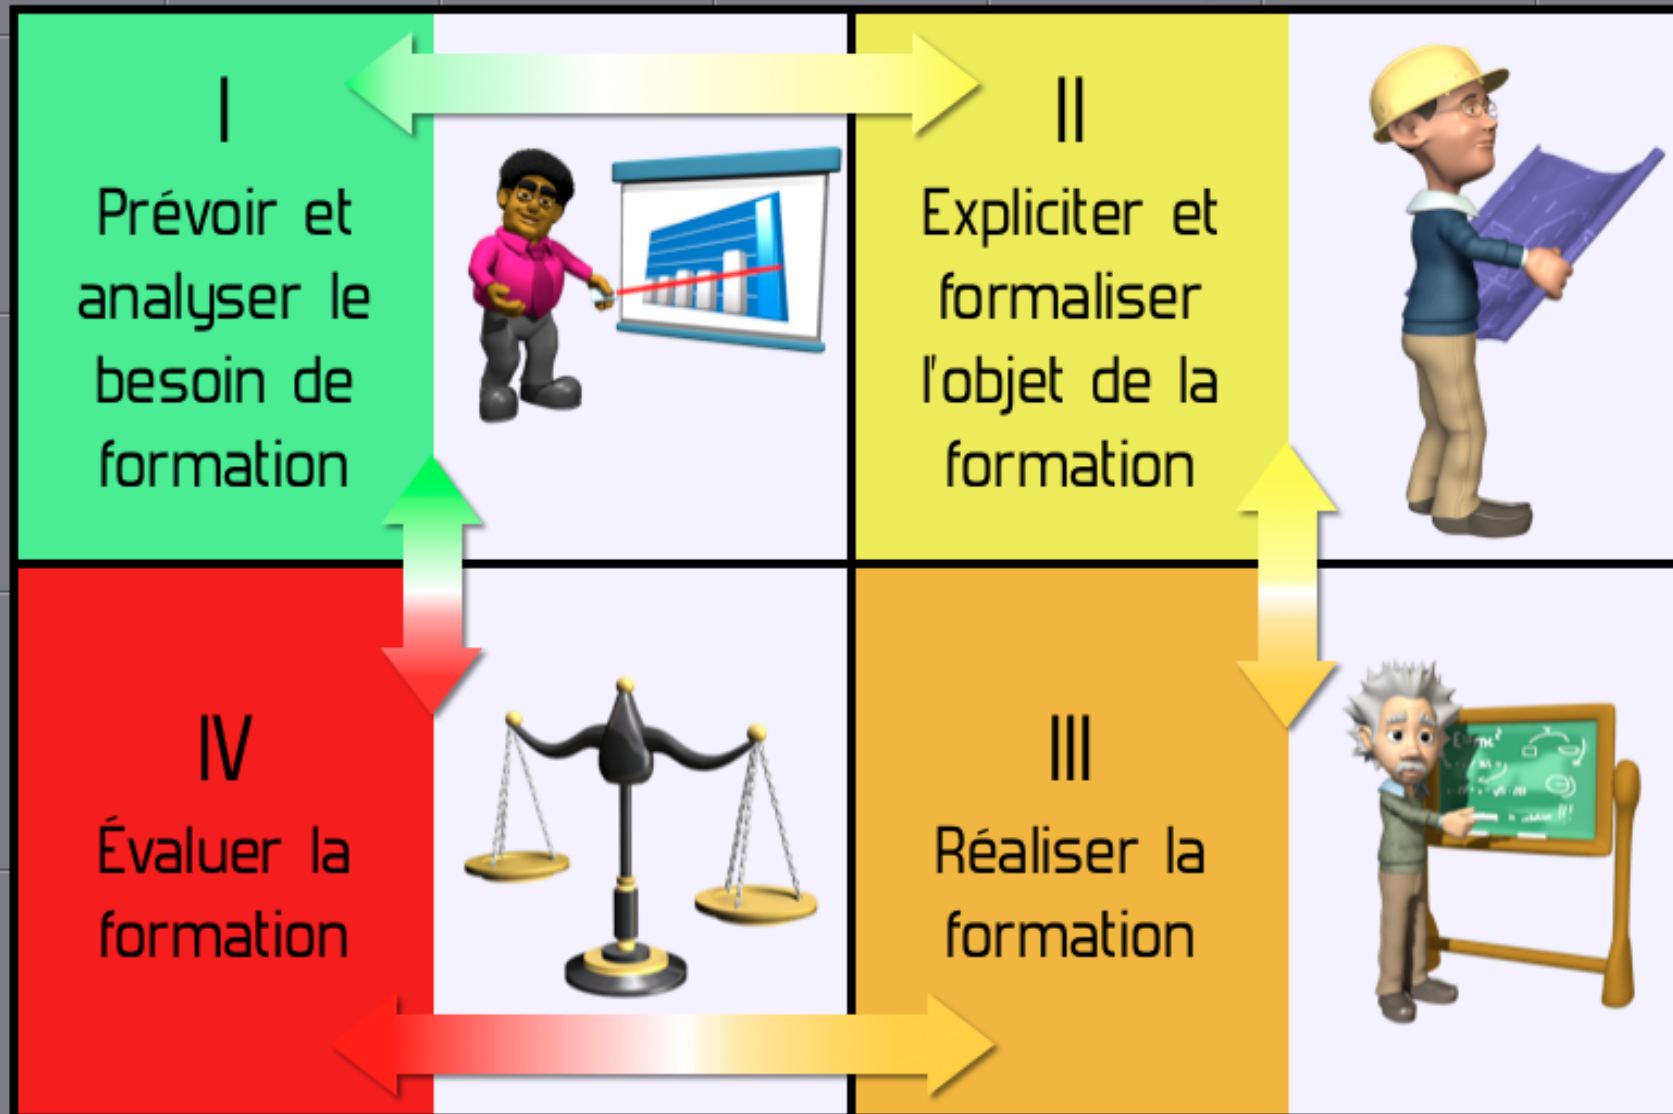 I
Prévoir et
analyser le
besoin de
formation
II
Expliciter et
formaliser
l'objet de la
formation
IV
Évaluer la
formation
III
Réaliser la
formation